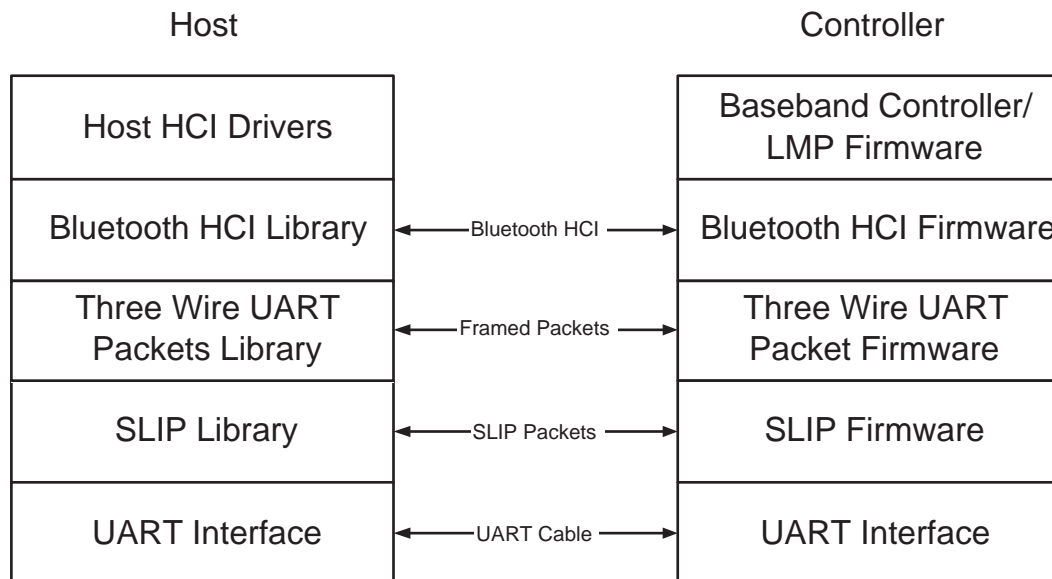 Host
Controller
Host HCI Drivers
Baseband Controller/
LMP Firmware
Bluetooth HCI Library
Bluetooth HCI
Bluetooth HCI Firmware
Three Wire UART
Packets Library
Framed Packets
Three Wire UART
Packet Firmware
SLIP Library
SLIP Packets
SLIP Firmware
UART Interface
UART Cable
UART Interface